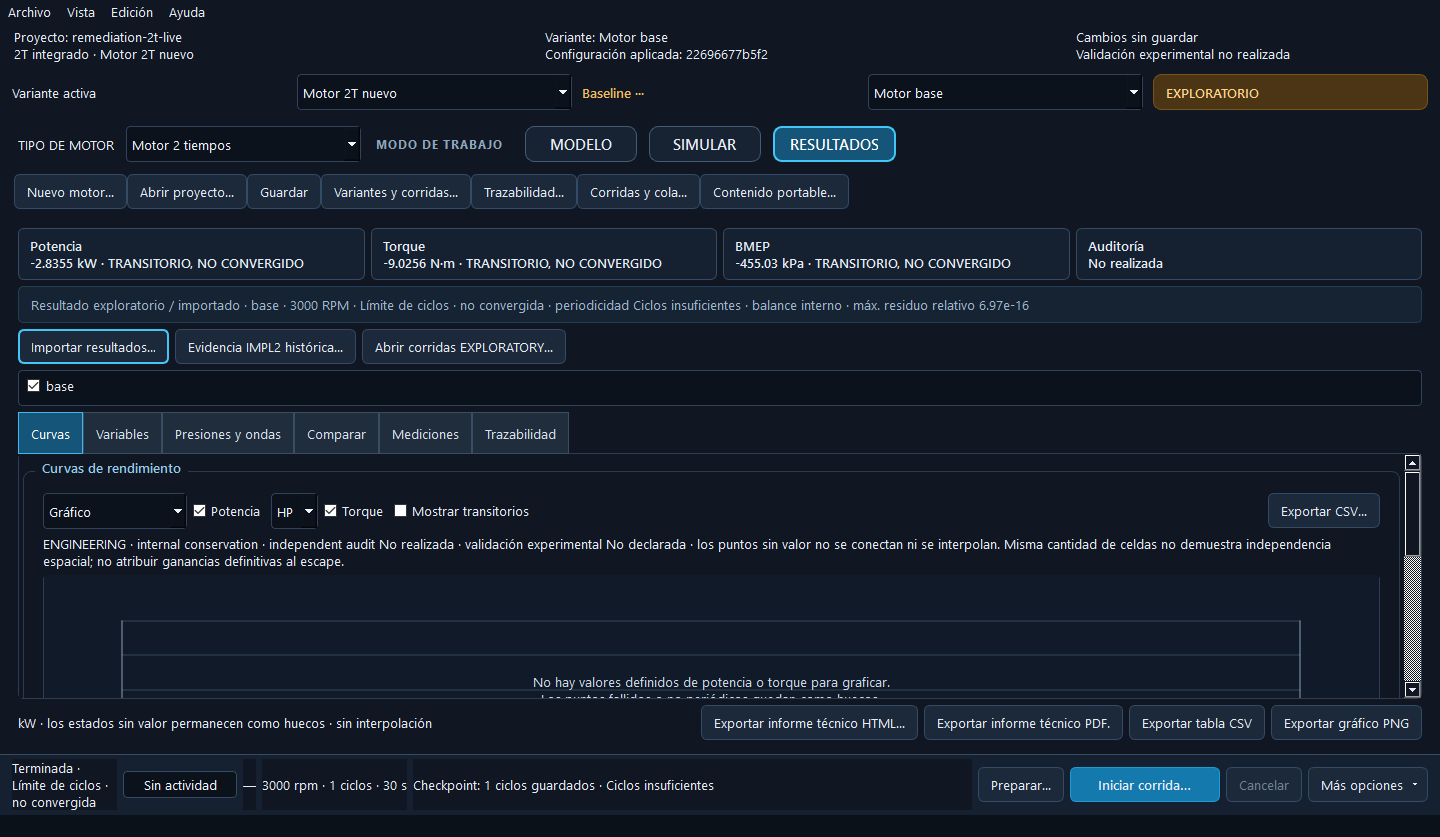 Archivo Vista Edición Ayuda
Proyecto: remediation-2t-live
2T integrado · Motor 2T nuevo
Variante: Motor base
Configuración aplicada: 22696677b5f2
Cambios sin guardar
Validación experimental no realizada
Variante activa
Motor 2T nuevo
Baseline ···
Motor base
EXPLORATORIO
TIPO DE MOTOR
Motor 2 tiempos
MODO DE TRABAJO
MODELO
SIMULAR
RESULTADOS
Nuevo motor...
Abrir proyecto...
Guardar
Variantes y corridas...
Trazabilidad...
Corridas y cola...
Contenido portable...
Potencia
-2.8355 kW · TRANSITORIO, NO CONVERGIDO
Torque
-9.0256 N·m · TRANSITORIO, NO CONVERGIDO
BMEP
-455.03 kPa · TRANSITORIO, NO CONVERGIDO
Auditoría
No realizada
Resultado exploratorio / importado · base · 3000 RPM · Límite de ciclos · no convergida · periodicidad Ciclos insuficientes · balance interno · máx. residuo relativo 6.97e-16
Importar resultados...
Evidencia IMPL2 histórica...
Abrir corridas EXPLORATORY...
base
Curvas
Variables
Presiones y ondas
Comparar
Mediciones
Trazabilidad
Curvas de rendimiento
Gráfico
Potencia
HP
Torque
Mostrar transitorios
Exportar CSV...
ENGINEERING · internal conservation · independent audit No realizada · validación experimental No declarada · los puntos sin valor no se conectan ni se interpolan. Misma cantidad de celdas no demuestra independencia
espacial; no atribuir ganancias definitivas al escape.
No hay valores definidos de potencia o torque para graficar.
kW · los estados sin valor permanecen como huecos · sin interpolación
Exportar informe técnico HTML...
Exportar informe técnico PDF.
Exportar tabla CSV
Exportar gráfico PNG
Terminada ·
Límite de ciclos ·
no convergida
Sin actividad
—
3000 rpm · 1 ciclos · 30 s
Checkpoint: 1 ciclos guardados · Ciclos insuficientes
Preparar...
Iniciar corrida...
Cancelar
Más opciones